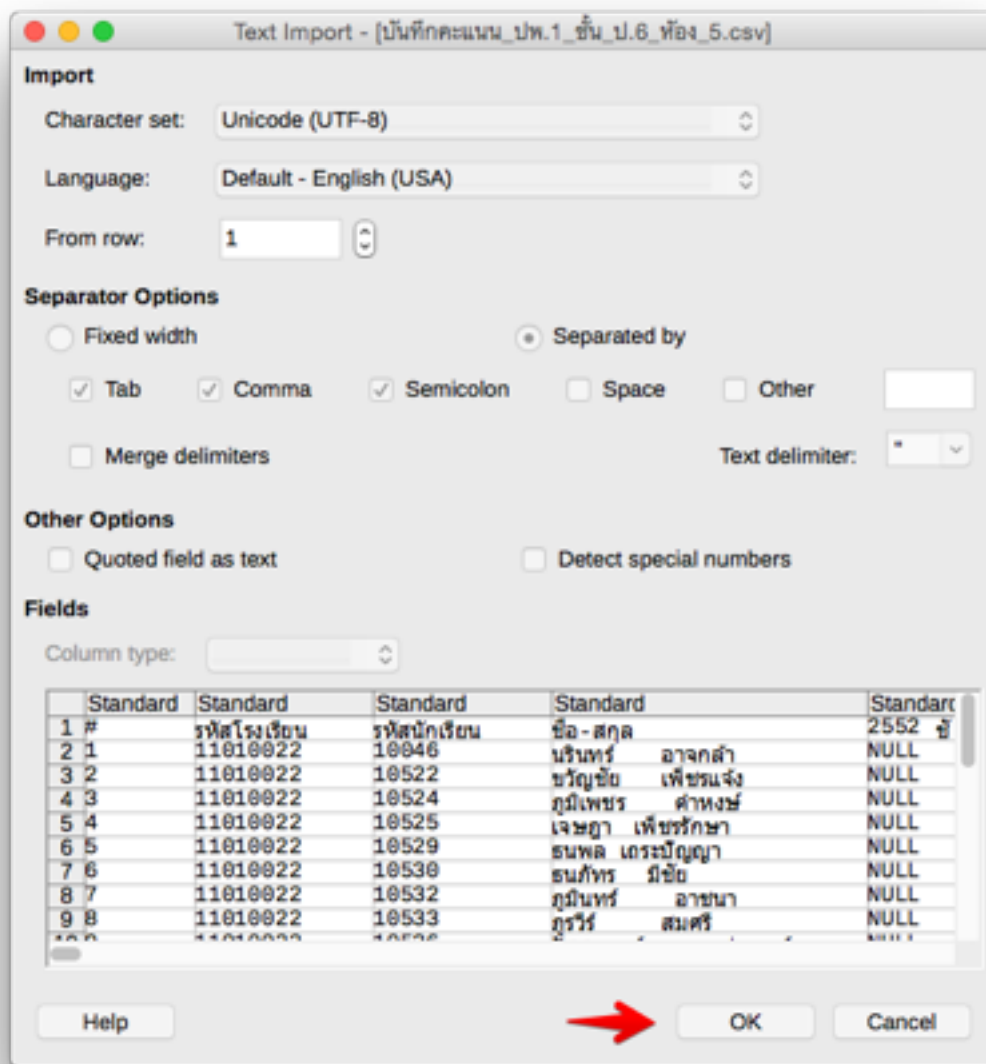 Text Import - [บันทึกคะแนน_ปพ.1_ชั้น_ป.6_ห้อง_5.csv]
Import
Character set: Unicode (UTF-8)
Language: Default - English (USA)
From row: 1
Separator Options
Fixed width Separated by
Tab Comma Semicolon Space Other
Merge delimiters Text delimiter: "
Other Options
Quoted field as text Detect special numbers
Fields
Column type:
Standard Standard Standard Standard Standard
1 # รหัสโรงเรียน รหัสนักเรียน ชื่อ-สกุล 2552 ชั
2 1 11010022 10046 นรินทร์ อาจกล้า NULL
3 2 11010022 10522 ขวัญชัย เพ็ชรแจ้ง NULL
4 3 11010022 10524 ภูมิเพชร คำหงษ์ NULL
5 4 11010022 10525 เจษฎา เพ็ชรรักษา NULL
6 5 11010022 10529 ธนพล เถระปัญญา NULL
7 6 11010022 10530 ธนภัทร มีชัย NULL
8 7 11010022 10532 ภูมินทร์ อาชนา NULL
9 8 11010022 10533 ภูรวีร์ สมศรี NULL
Help OK Cancel